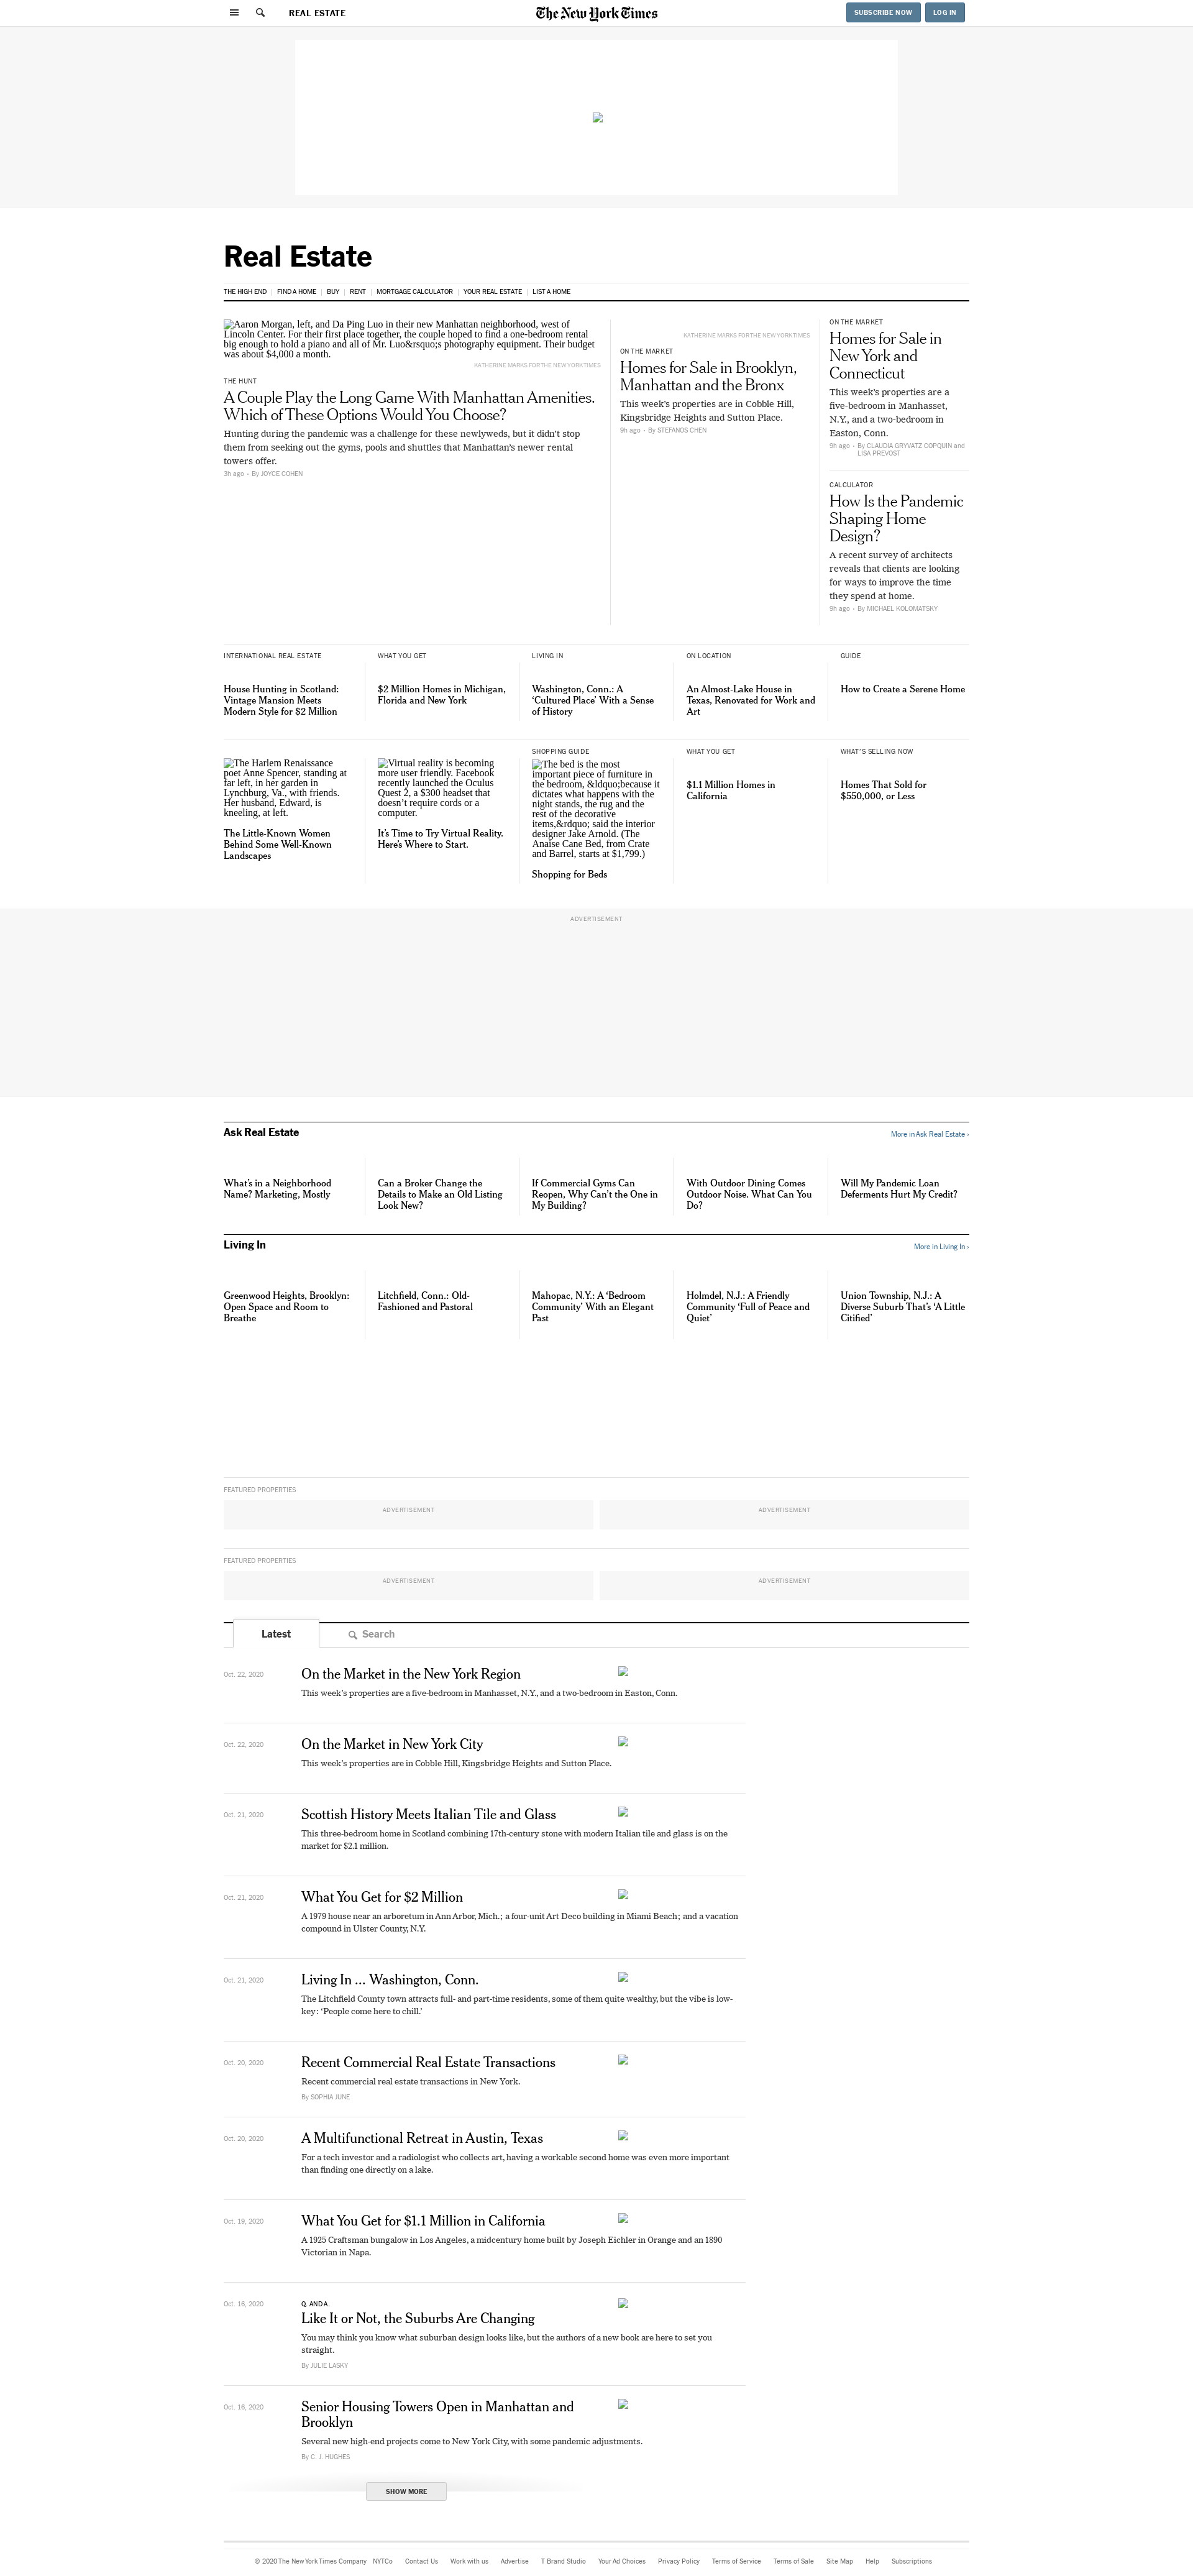 REAL ESTATE
The New York Times
SUBSCRIBE NOW
LOG IN
Real Estate
THE HIGH END
FIND A HOME
BUY
RENT
MORTGAGE CALCULATOR
YOUR REAL ESTATE
LIST A HOME
Aaron Morgan, left, and Da Ping Luo in their new Manhattan neighborhood, west of
Lincoln Center. For their first place together, the couple hoped to find a one-bedroom rental
big enough to hold a piano and all of Mr. Luo&rsquo;s photography equipment. Their budget
was about $4,000 a month.
KATHERINE MARKS FOR THE NEW YORK TIMES
THE HUNT
A Couple Play the Long Game With Manhattan Amenities.
Which of These Options Would You Choose?
Hunting during the pandemic was a challenge for these newlyweds, but it didn't stop
them from seeking out the gyms, pools and shuttles that Manhattan's newer rental
towers offer.
3h ago • By JOYCE COHEN
KATHERINE MARKS FOR THE NEW YORK TIMES
ON THE MARKET
Homes for Sale in Brooklyn,
Manhattan and the Bronx
This week's properties are in Cobble Hill,
Kingsbridge Heights and Sutton Place.
9h ago • By STEFANOS CHEN
ON THE MARKET
Homes for Sale in
New York and
Connecticut
This week's properties are a
five-bedroom in Manhasset,
N.Y., and a two-bedroom in
Easton, Conn.
9h ago • By CLAUDIA GRYVATZ COPQUIN and
LISA PREVOST
CALCULATOR
How Is the Pandemic
Shaping Home
Design?
A recent survey of architects
reveals that clients are looking
for ways to improve the time
they spend at home.
9h ago • By MICHAEL KOLOMATSKY
INTERNATIONAL REAL ESTATE
House Hunting in Scotland:
Vintage Mansion Meets
Modern Style for $2 Million
WHAT YOU GET
$2 Million Homes in Michigan,
Florida and New York
LIVING IN
Washington, Conn.: A
‘Cultured Place’ With a Sense
of History
ON LOCATION
An Almost-Lake House in
Texas, Renovated for Work and
Art
GUIDE
How to Create a Serene Home
The Harlem Renaissance
poet Anne Spencer, standing at
far left, in her garden in
Lynchburg, Va., with friends.
Her husband, Edward, is
kneeling, at left.
The Little-Known Women
Behind Some Well-Known
Landscapes
Virtual reality is becoming
more user friendly. Facebook
recently launched the Oculus
Quest 2, a $300 headset that
doesn’t require cords or a
computer.
It’s Time to Try Virtual Reality.
Here’s Where to Start.
SHOPPING GUIDE
The bed is the most
important piece of furniture in
the bedroom, &ldquo;because it
dictates what happens with the
night stands, the rug and the
rest of the decorative
items,&rdquo; said the interior
designer Jake Arnold. (The
Anaise Cane Bed, from Crate
and Barrel, starts at $1,799.)
Shopping for Beds
WHAT YOU GET
$1.1 Million Homes in
California
WHAT'S SELLING NOW
Homes That Sold for
$550,000, or Less
ADVERTISEMENT
Ask Real Estate
More in Ask Real Estate ›
What’s in a Neighborhood
Name? Marketing, Mostly
Can a Broker Change the
Details to Make an Old Listing
Look New?
If Commercial Gyms Can
Reopen, Why Can’t the One in
My Building?
With Outdoor Dining Comes
Outdoor Noise. What Can You
Do?
Will My Pandemic Loan
Deferments Hurt My Credit?
Living In
More in Living In ›
Greenwood Heights, Brooklyn:
Open Space and Room to
Breathe
Litchfield, Conn.: Old-
Fashioned and Pastoral
Mahopac, N.Y.: A ‘Bedroom
Community’ With an Elegant
Past
Holmdel, N.J.: A Friendly
Community ‘Full of Peace and
Quiet’
Union Township, N.J.: A
Diverse Suburb That’s ‘A Little
Citified’
FEATURED PROPERTIES
ADVERTISEMENT
ADVERTISEMENT
FEATURED PROPERTIES
ADVERTISEMENT
ADVERTISEMENT
Latest
Search
Oct. 22, 2020
On the Market in the New York Region
This week’s properties are a five-bedroom in Manhasset, N.Y., and a two-bedroom in Easton, Conn.
Oct. 22, 2020
On the Market in New York City
This week’s properties are in Cobble Hill, Kingsbridge Heights and Sutton Place.
Oct. 21, 2020
Scottish History Meets Italian Tile and Glass
This three-bedroom home in Scotland combining 17th-century stone with modern Italian tile and glass is on the
market for $2.1 million.
Oct. 21, 2020
What You Get for $2 Million
A 1979 house near an arboretum in Ann Arbor, Mich.; a four-unit Art Deco building in Miami Beach; and a vacation
compound in Ulster County, N.Y.
Oct. 21, 2020
Living In ... Washington, Conn.
The Litchfield County town attracts full- and part-time residents, some of them quite wealthy, but the vibe is low-
key: ‘People come here to chill.’
Oct. 20, 2020
Recent Commercial Real Estate Transactions
Recent commercial real estate transactions in New York.
By SOPHIA JUNE
Oct. 20, 2020
A Multifunctional Retreat in Austin, Texas
For a tech investor and a radiologist who collects art, having a workable second home was even more important
than finding one directly on a lake.
Oct. 19, 2020
What You Get for $1.1 Million in California
A 1925 Craftsman bungalow in Los Angeles, a midcentury home built by Joseph Eichler in Orange and an 1890
Victorian in Napa.
Oct. 16, 2020
Q. AND A.
Like It or Not, the Suburbs Are Changing
You may think you know what suburban design looks like, but the authors of a new book are here to set you
straight.
By JULIE LASKY
Oct. 16, 2020
Senior Housing Towers Open in Manhattan and
Brooklyn
Several new high-end projects come to New York City, with some pandemic adjustments.
By C. J. HUGHES
SHOW MORE
© 2020 The New York Times Company NYTCo Contact Us Work with us Advertise T Brand Studio Your Ad Choices Privacy Policy Terms of Service Terms of Sale Site Map Help Subscriptions